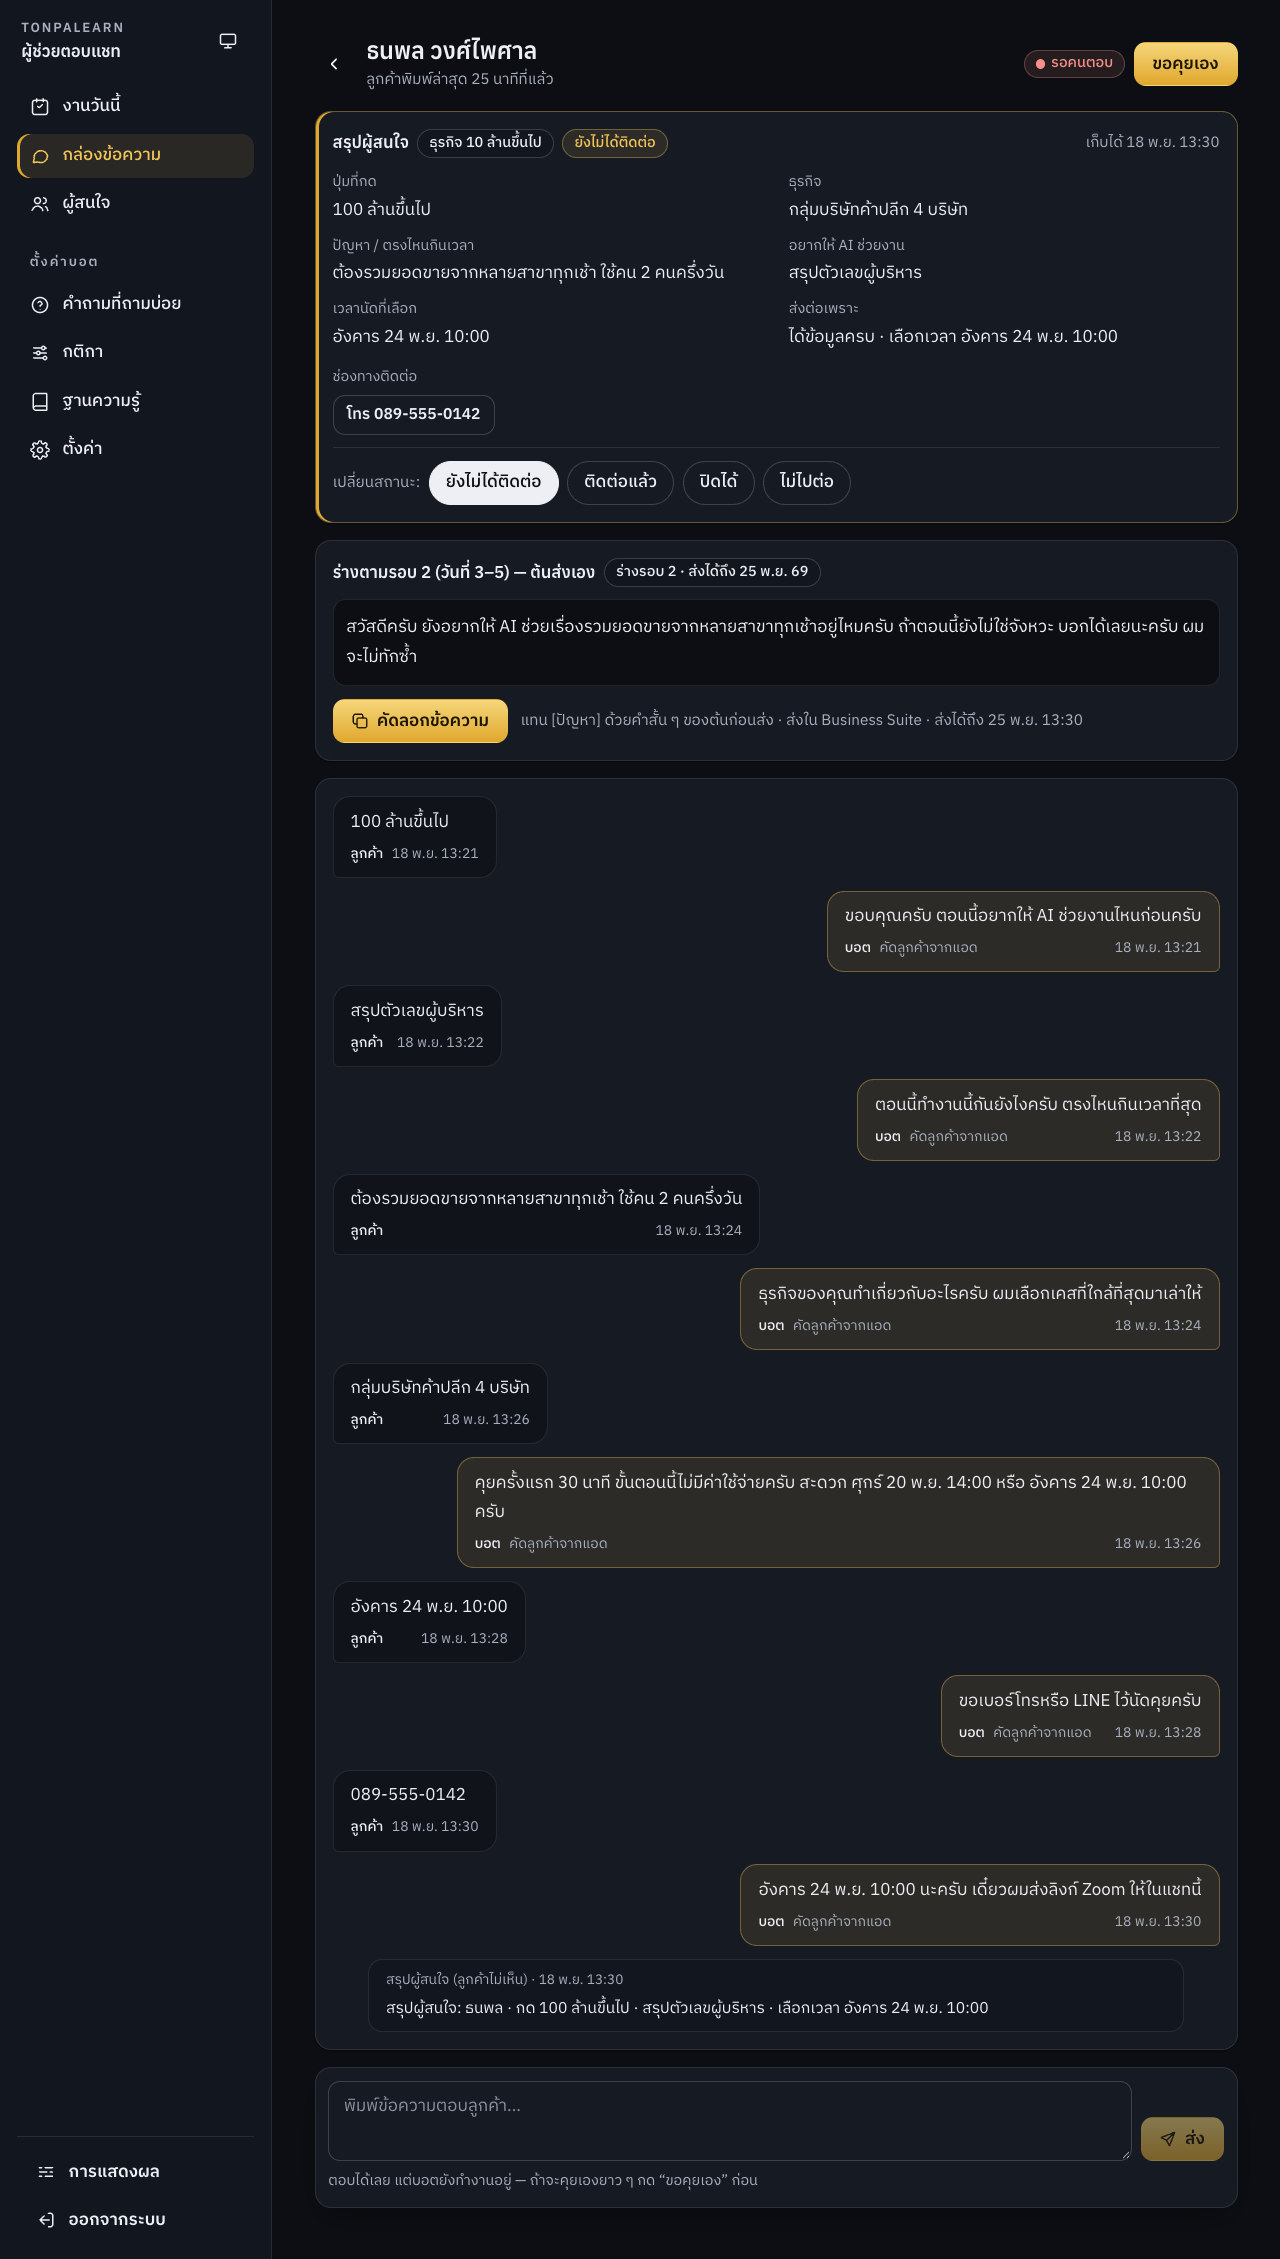 TONPALEARN
ผู้ช่วยตอบแชท
งานวันนี้
กล่องข้อความ
ผู้สนใจ
ตั้งค่าบอต
คำถามที่ถามบ่อย
กติกา
ฐานความรู้
ตั้งค่า
การแสดงผล
ออกจากระบบ
ธนพล วงศ์ไพศาล
ลูกค้าพิมพ์ล่าสุด 25 นาทีที่แล้ว
รอคนตอบ
ขอคุยเอง
สรุปผู้สนใจ ธุรกิจ 10 ล้านขึ้นไป ยังไม่ได้ติดต่อ เก็บได้ 18 พ.ย. 13:30
ปุ่มที่กด
100 ล้านขึ้นไป
ธุรกิจ
กลุ่มบริษัทค้าปลีก 4 บริษัท
ปัญหา / ตรงไหนกินเวลา
ต้องรวมยอดขายจากหลายสาขาทุกเช้า ใช้คน 2 คนครึ่งวัน
อยากให้ AI ช่วยงาน
สรุปตัวเลขผู้บริหาร
เวลานัดที่เลือก
อังคาร 24 พ.ย. 10:00
ส่งต่อเพราะ
ได้ข้อมูลครบ · เลือกเวลา อังคาร 24 พ.ย. 10:00
ช่องทางติดต่อ
โทร 089-555-0142
เปลี่ยนสถานะ: ยังไม่ได้ติดต่อ ติดต่อแล้ว ปิดได้ ไม่ไปต่อ
ร่างตามรอบ 2 (วันที่ 3–5) — ต้นส่งเอง ร่างรอบ 2 · ส่งได้ถึง 25 พ.ย. 69
สวัสดีครับ ยังอยากให้ AI ช่วยเรื่องรวมยอดขายจากหลายสาขาทุกเช้าอยู่ไหมครับ ถ้าตอนนี้ยังไม่ใช่จังหวะ บอกได้เลยนะครับ ผม
จะไม่ทักซ้ำ
คัดลอกข้อความ แทน [ปัญหา] ด้วยคำสั้น ๆ ของต้นก่อนส่ง · ส่งใน Business Suite · ส่งได้ถึง 25 พ.ย. 13:30
100 ล้านขึ้นไป
ลูกค้า 18 พ.ย. 13:21
ขอบคุณครับ ตอนนี้อยากให้ AI ช่วยงานไหนก่อนครับ
บอต คัดลูกค้าจากแอด 18 พ.ย. 13:21
สรุปตัวเลขผู้บริหาร
ลูกค้า 18 พ.ย. 13:22
ตอนนี้ทำงานนี้กันยังไงครับ ตรงไหนกินเวลาที่สุด
บอต คัดลูกค้าจากแอด 18 พ.ย. 13:22
ต้องรวมยอดขายจากหลายสาขาทุกเช้า ใช้คน 2 คนครึ่งวัน
ลูกค้า 18 พ.ย. 13:24
ธุรกิจของคุณทำเกี่ยวกับอะไรครับ ผมเลือกเคสที่ใกล้ที่สุดมาเล่าให้
บอต คัดลูกค้าจากแอด 18 พ.ย. 13:24
กลุ่มบริษัทค้าปลีก 4 บริษัท
ลูกค้า 18 พ.ย. 13:26
คุยครั้งแรก 30 นาที ขั้นตอนนี้ไม่มีค่าใช้จ่ายครับ สะดวก ศุกร์ 20 พ.ย. 14:00 หรือ อังคาร 24 พ.ย. 10:00
ครับ
บอต คัดลูกค้าจากแอด 18 พ.ย. 13:26
อังคาร 24 พ.ย. 10:00
ลูกค้า 18 พ.ย. 13:28
ขอเบอร์โทรหรือ LINE ไว้นัดคุยครับ
บอต คัดลูกค้าจากแอด 18 พ.ย. 13:28
089-555-0142
ลูกค้า 18 พ.ย. 13:30
อังคาร 24 พ.ย. 10:00 นะครับ เดี๋ยวผมส่งลิงก์ Zoom ให้ในแชทนี้
บอต คัดลูกค้าจากแอด 18 พ.ย. 13:30
สรุปผู้สนใจ (ลูกค้าไม่เห็น) · 18 พ.ย. 13:30
สรุปผู้สนใจ: ธนพล · กด 100 ล้านขึ้นไป · สรุปตัวเลขผู้บริหาร · เลือกเวลา อังคาร 24 พ.ย. 10:00
พิมพ์ข้อความตอบลูกค้า...
ส่ง
ตอบได้เลย แต่บอตยังทำงานอยู่ — ถ้าจะคุยเองยาว ๆ กด “ขอคุยเอง” ก่อน